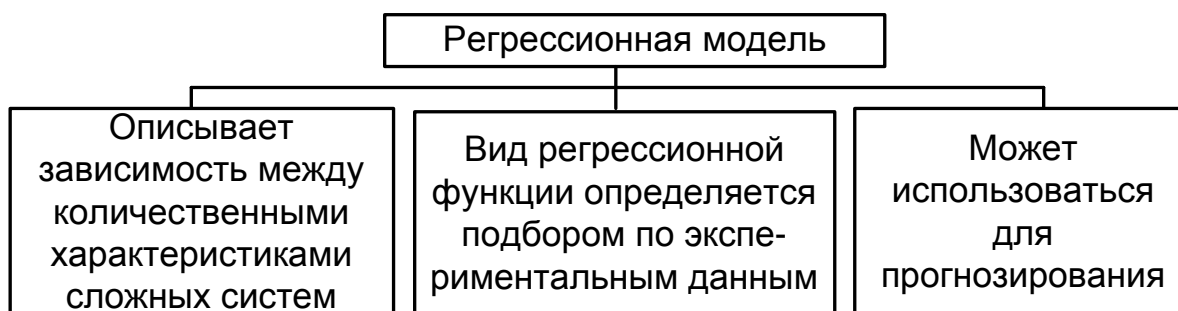 Регрессионная модель
Описывает
зависимость между
количественными
характеристиками
сложных систем
Вид регрессионной
функции определяется
подбором по экспе-
риментальным данным
Может
использоваться
для
прогнозирования